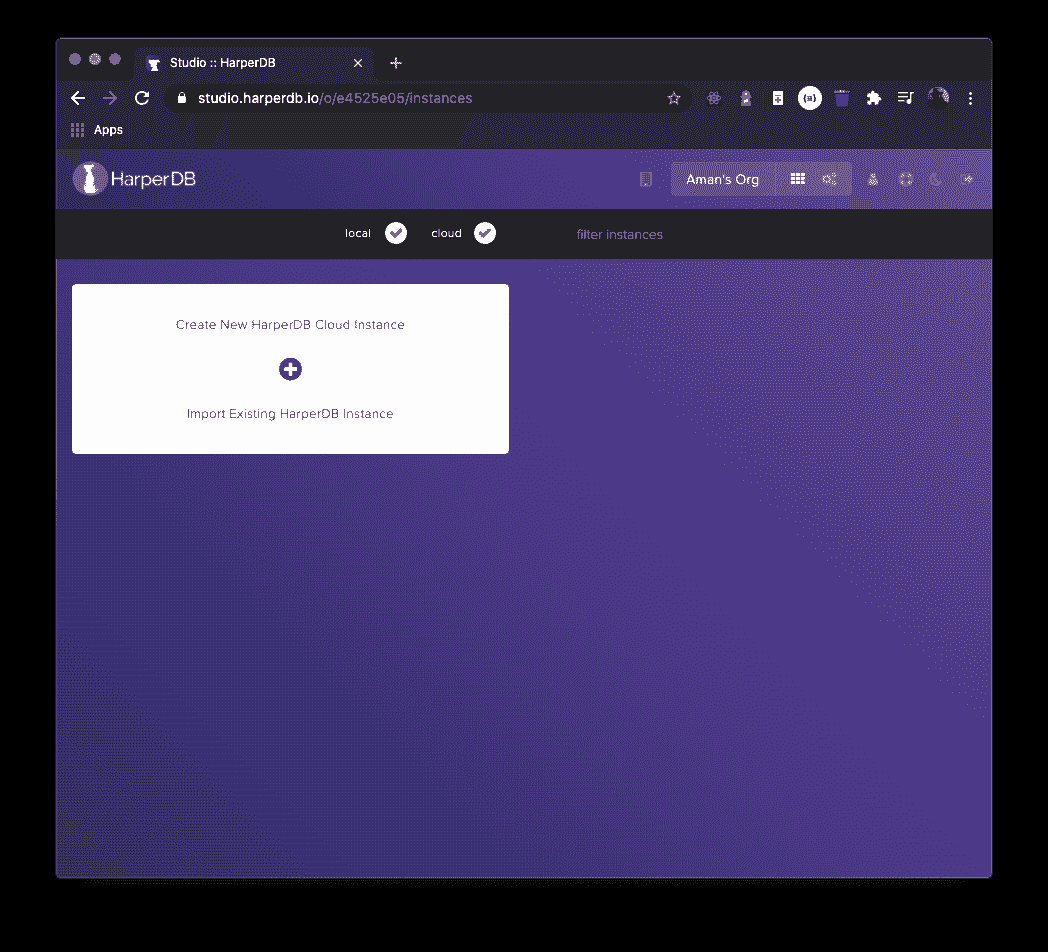 Studio :: HarperDB
studio.harperdb.io/o/e4525e05/instances
Apps
HarperDB
Aman's Org
local cloud filter instances
Create New HarperDB Cloud Instance
Import Existing HarperDB Instance